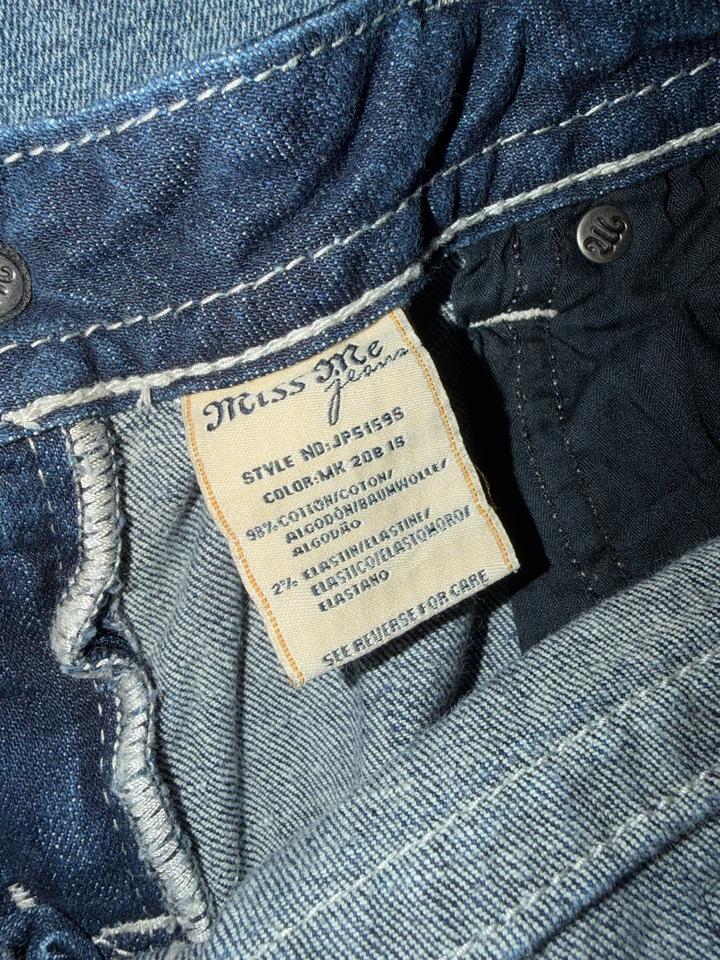 Miss Me
jeans
STYLE NO:JP5159S
COLOR:MK 20B 16
98% COTTON/COTON/
ALGODÓN/BAUMWOLLE/
ALGODÃO
2% ELASTIN/ELASTINE/
ELASTICO/ELASTOMORO/
ELASTANO
SEE REVERSE FOR CARE
M